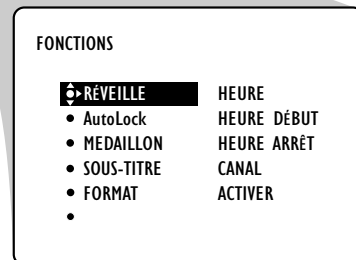 FONCTIONS
RÉVEILLE HEURE
• AutoLock HEURE DÉBUT
• MEDAILLON HEURE ARRÊT
• SOUS-TITRE CANAL
• FORMAT ACTIVER
•